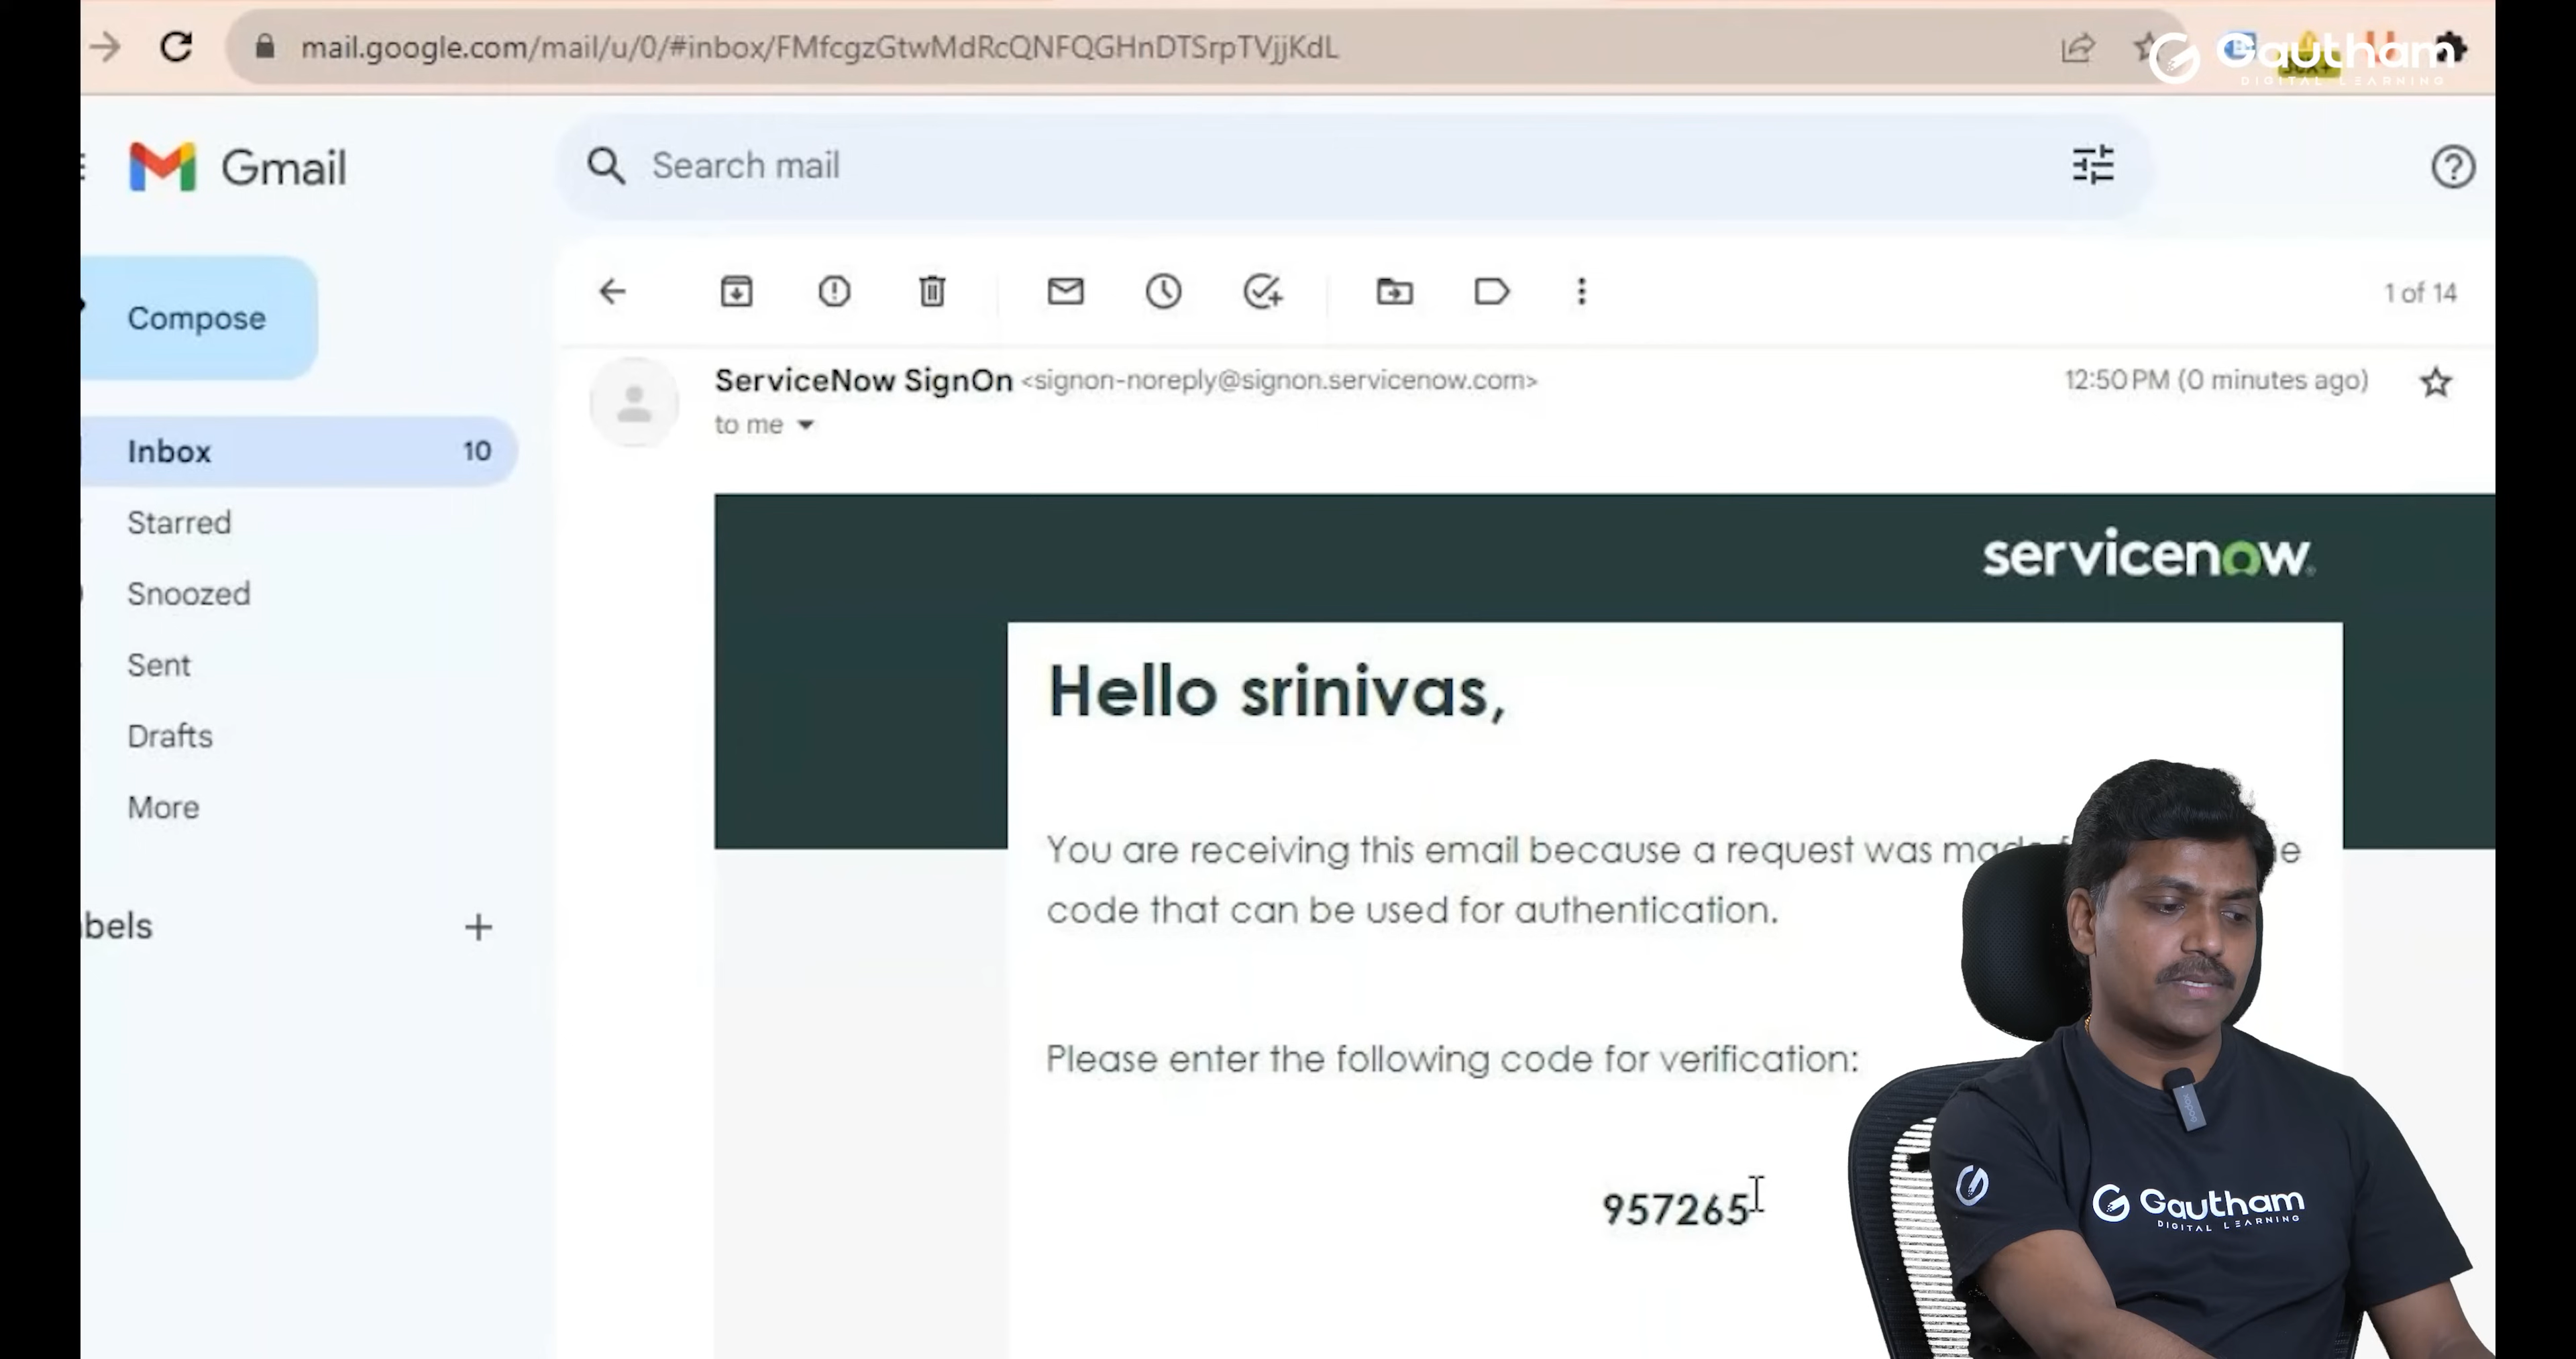 mail.google.com/mail/u/0/#inbox/FMfcgzGtwMdRcQNFQGHnDTSrpTVjjKdL
Gautham
DIGITAL LEARNING
Gmail
Search mail
Compose
1 of 14
ServiceNow SignOn <signon-noreply@signon.servicenow.com>
12:50 PM (0 minutes ago)
to me
Inbox 10
Starred
Snoozed
Sent
Drafts
More
bels
servicenow
Hello srinivas,
You are receiving this email because a request was made
code that can be used for authentication.
Please enter the following code for verification:
957265
Gautham
DIGITAL LEARNING